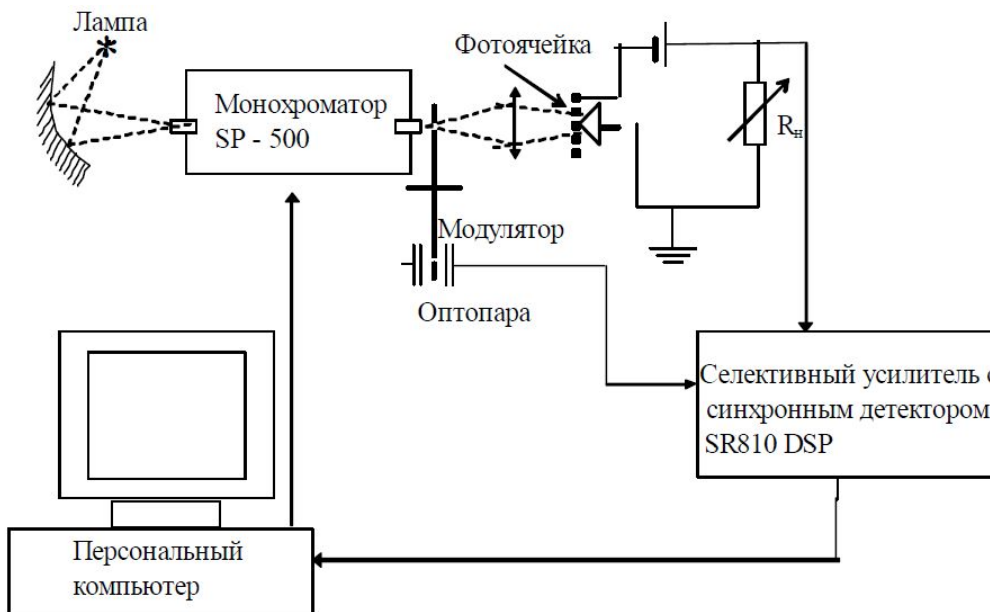 Лампа
Фотоячейка
Монохроматор
SP - 500
Rн
Модулятор
Оптопара
Селективный усилитель с
синхронным детектором
SR810 DSP
Персональный
компьютер